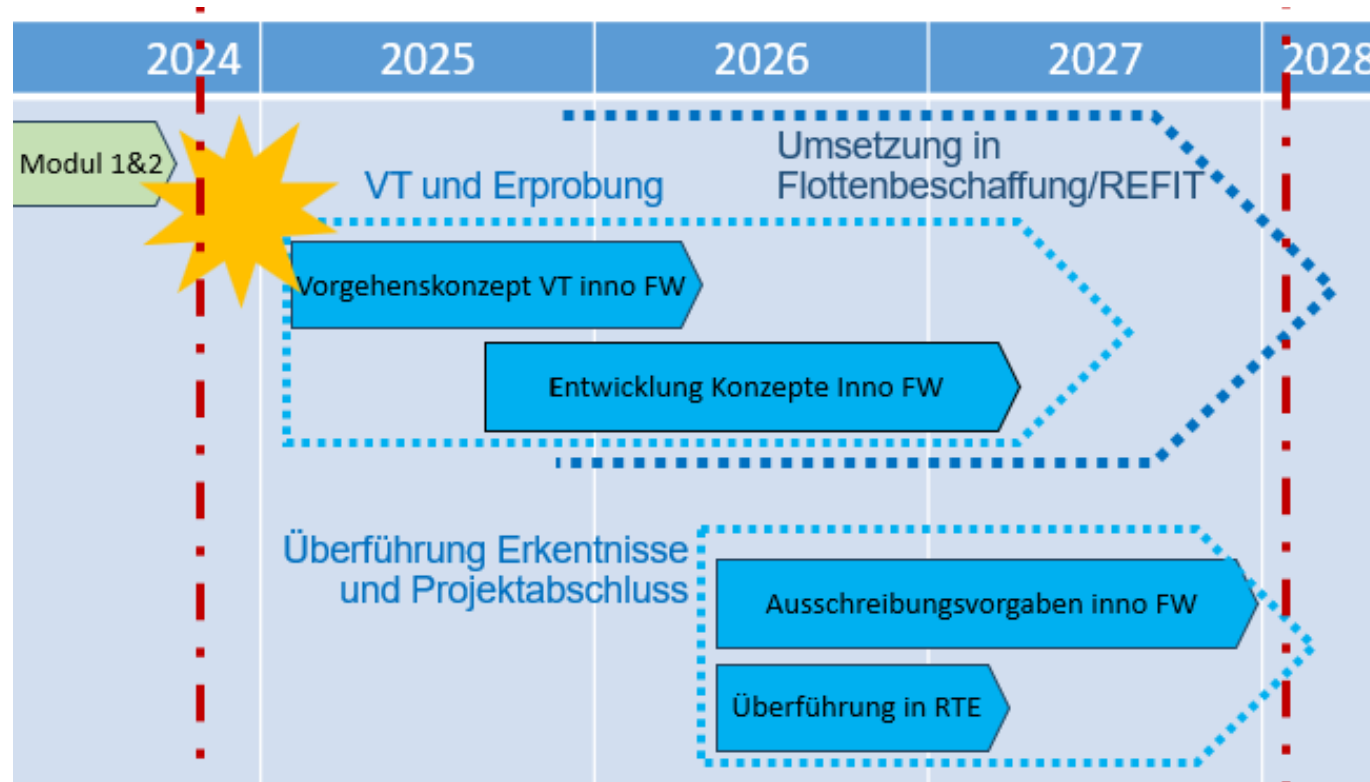 2024
2025
2026
2027
2028
Modul 1&2
VT und Erprobung
Umsetzung in
Flottenbeschaffung/REFIT
Vorgehenskonzept VT inno FW
Entwicklung Konzepte Inno FW
Überführung Erkentnisse
und Projektabschluss
Ausschreibungsvorgaben inno FW
Überführung in RTE